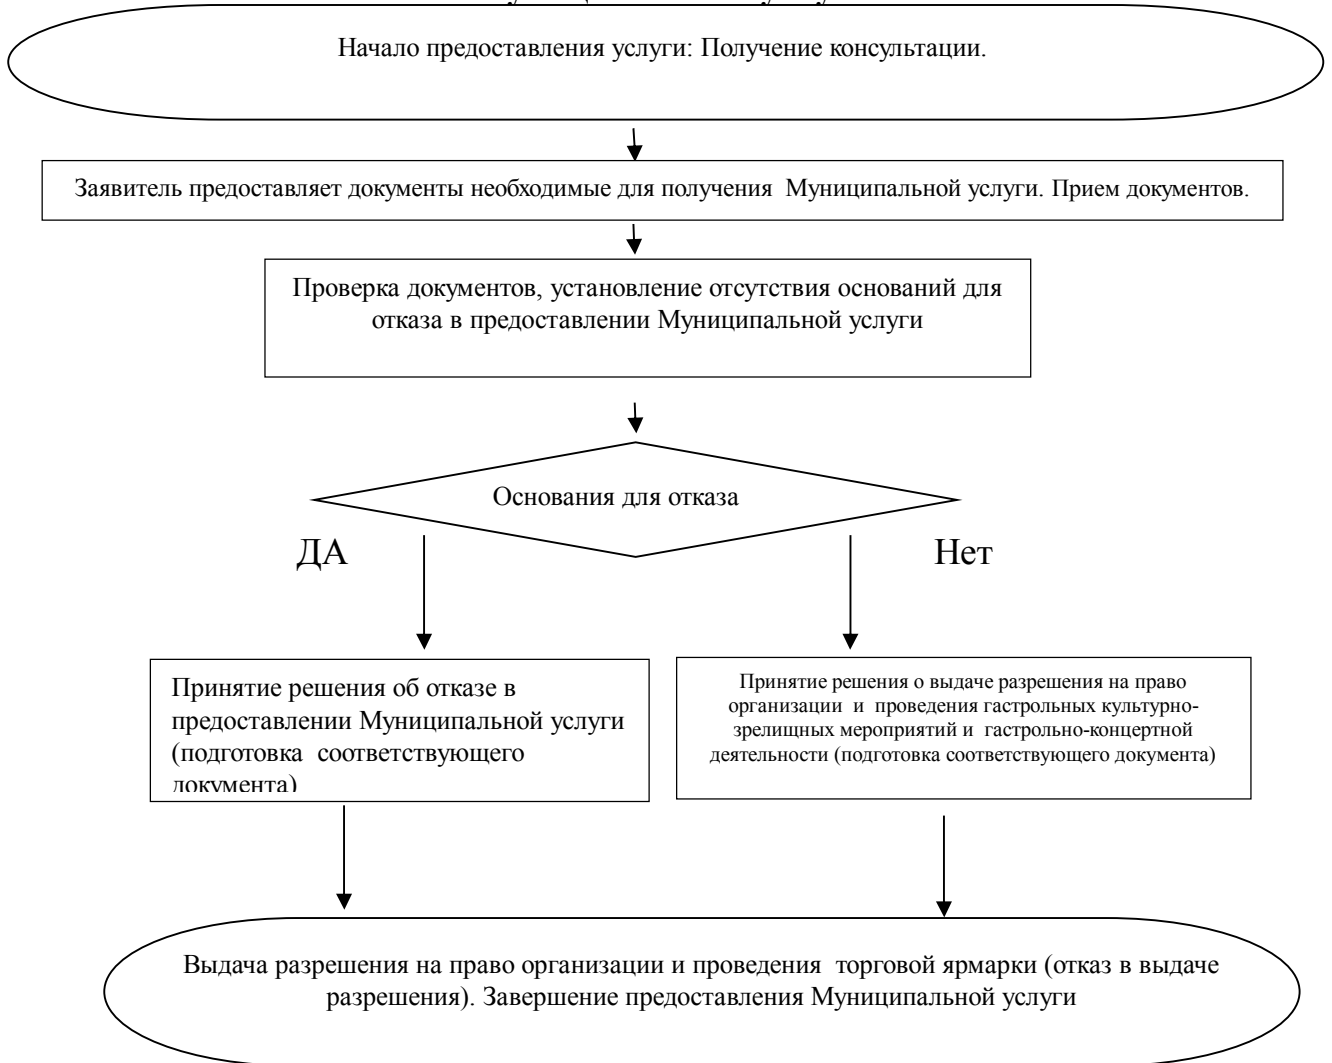 Начало предоставления услуги: Получение консультации.
Заявитель предоставляет документы необходимые для получения  Муниципальной услуги. Прием документов.
Проверка документов, установление отсутствия оснований для
отказа в предоставлении Муниципальной услуги
Основания для отказа
ДА
Нет
Принятие решения об отказе в
предоставлении Муниципальной услуги
(подготовка  соответствующего
документа)
Принятие решения о выдаче разрешения на право
организации  и  проведения гастрольных культурно-
зрелищных мероприятий и  гастрольно-концертной
деятельности (подготовка соответствующего документа)
Выдача разрешения на право организации и проведения  торговой ярмарки (отказ в выдаче
разрешения). Завершение предоставления Муниципальной услуги